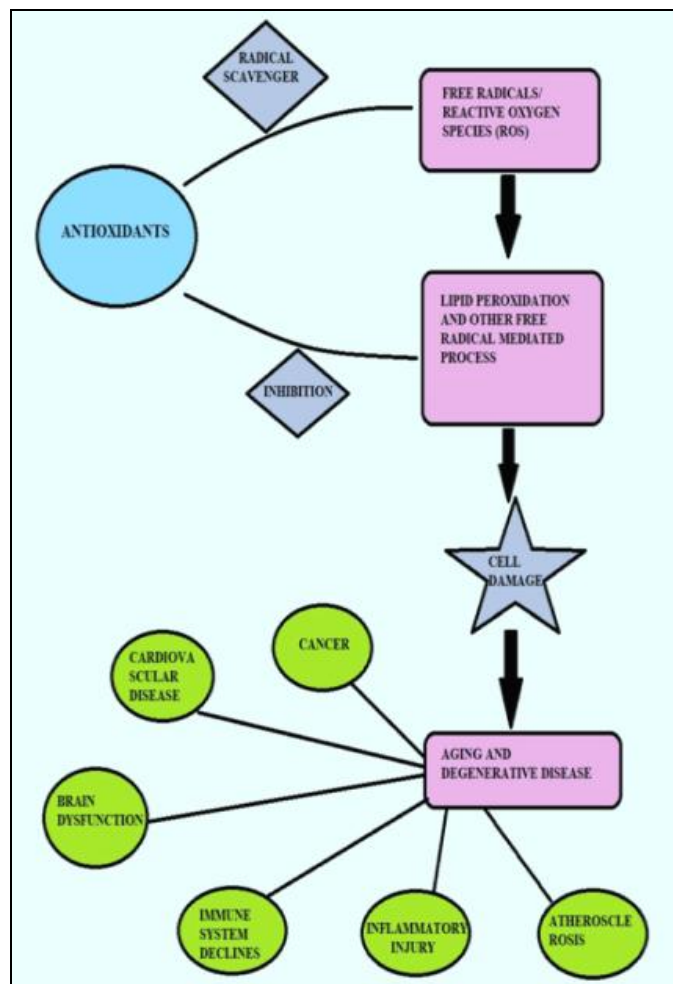 RADICAL
SCAVENGER
FREE RADICALS/
REACTIVE OXYGEN
SPECIES (ROS)
ANTIOXIDANTS
LIPID PEROXIDATION
AND OTHER FREE
RADICAL MEDIATED
PROCESS
INHIBITION
CELL
DAMAGE
CANCER
CARDIOVA
SCULAR
DISEASE
AGING AND
DEGENERATIVE DISEASE
BRAIN
DYSFUNCTION
IMMUNE
SYSTEM
DECLINES
INFLAMMATORY
INJURY
ATHEROSCLE
ROSIS